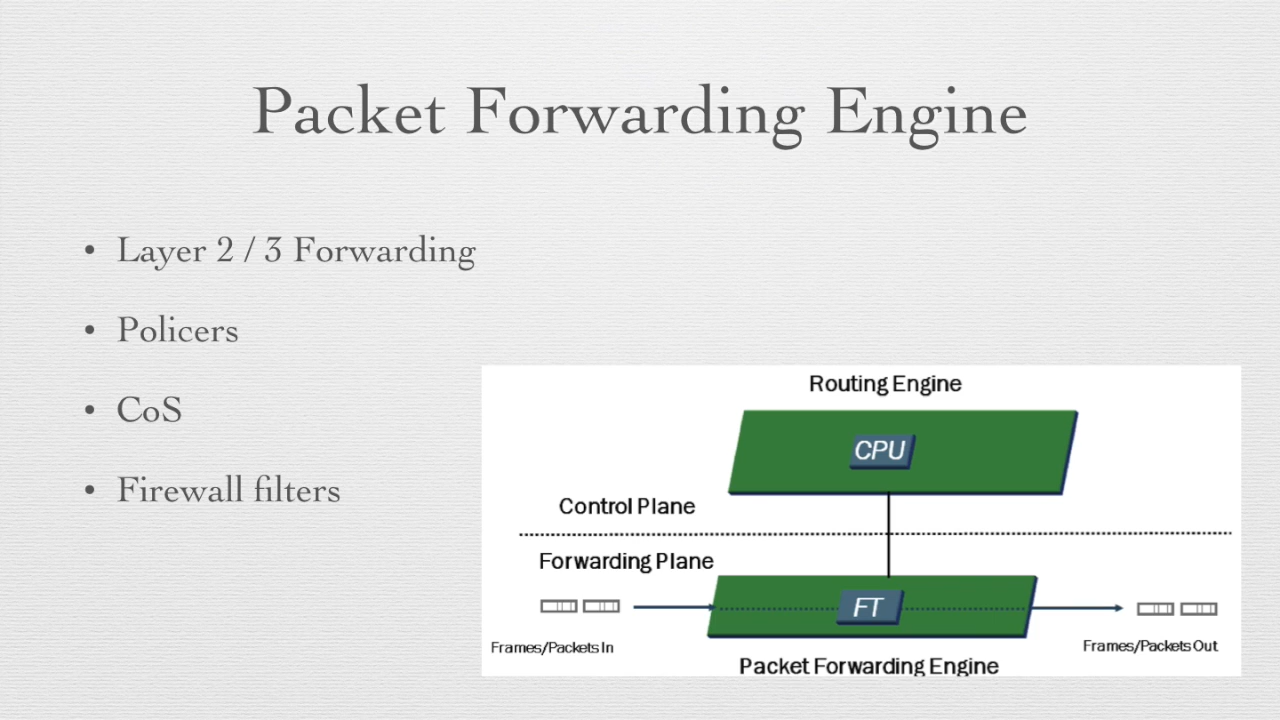 Packet Forwarding Engine
• Layer 2 / 3 Forwarding
• Policers
• CoS
• Firewall filters
Routing Engine
CPU
Control Plane
Forwarding Plane
FT
Frames/Packets In
Frames/Packets Out
Packet Forwarding Engine